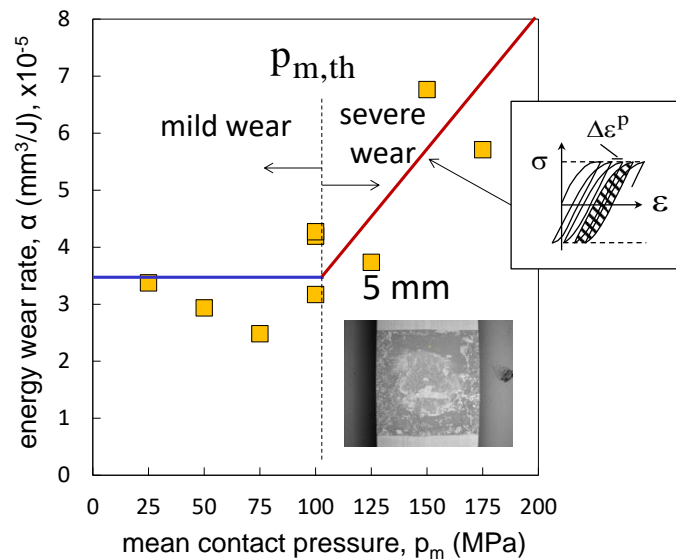 energy wear rate, α (mm³/J), x10⁻⁵
8
7
6
5
4
3
2
1
0
p_m,th
mild wear
severe
wear
5 mm
Δεᵖ
σ
ε
0
25
50
75
100
125
150
175
200
mean contact pressure, p_m (MPa)